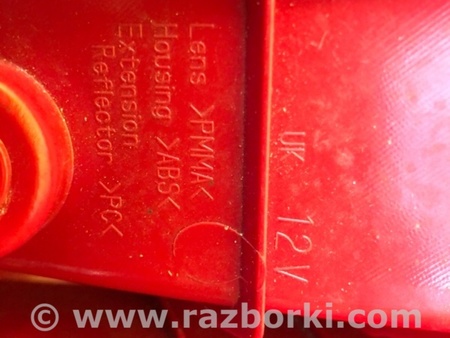 Lens >PMMA<
Housing >ABS<
Extension
Reflector >PC<
UK 12V
© www.razborki.com